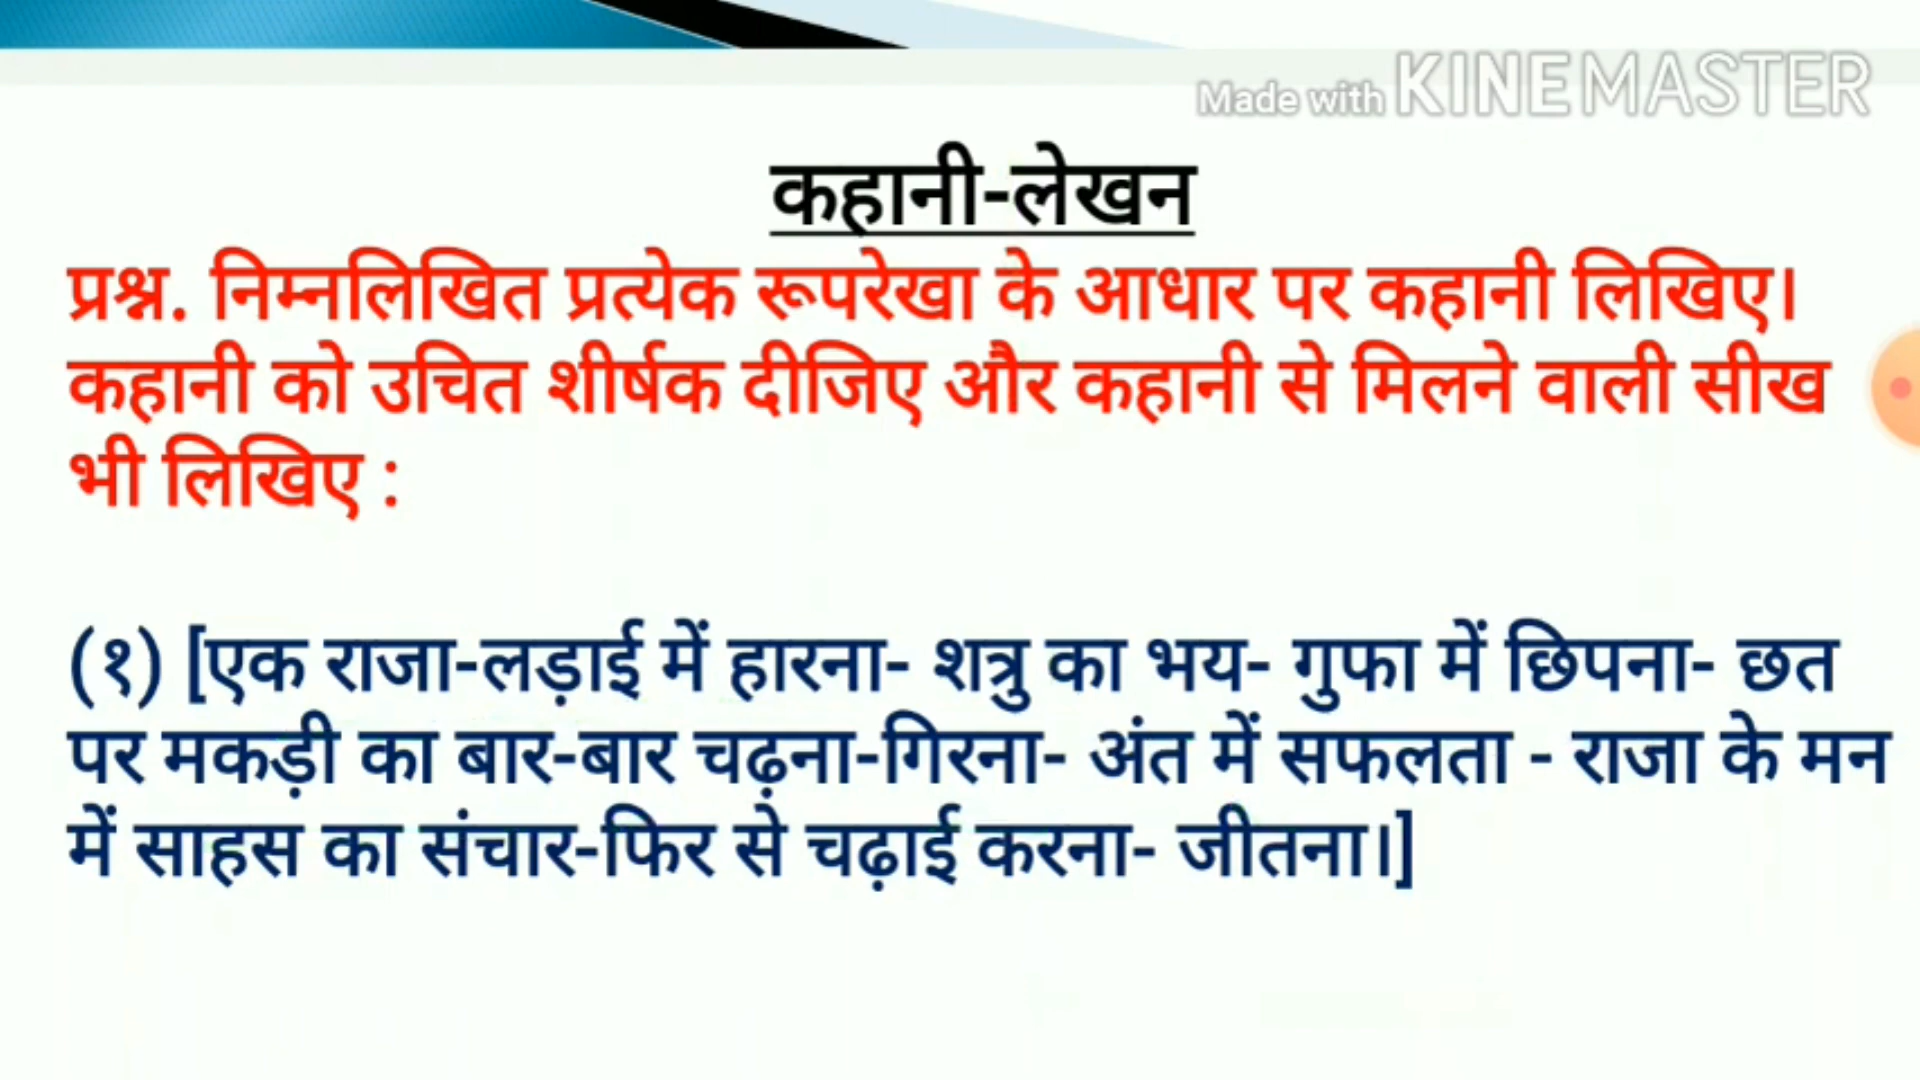 Made with KINEMASTER
कहानी-लेखन
प्रश्न. निम्नलिखित प्रत्येक रूपरेखा के आधार पर कहानी लिखिए।
कहानी को उचित शीर्षक दीजिए और कहानी से मिलने वाली सीख
भी लिखिए :
(१) [एक राजा-लड़ाई में हारना- शत्रु का भय- गुफा में छिपना- छत
पर मकड़ी का बार-बार चढ़ना-गिरना- अंत में सफलता - राजा के मन
में साहस का संचार-फिर से चढ़ाई करना- जीतना।]